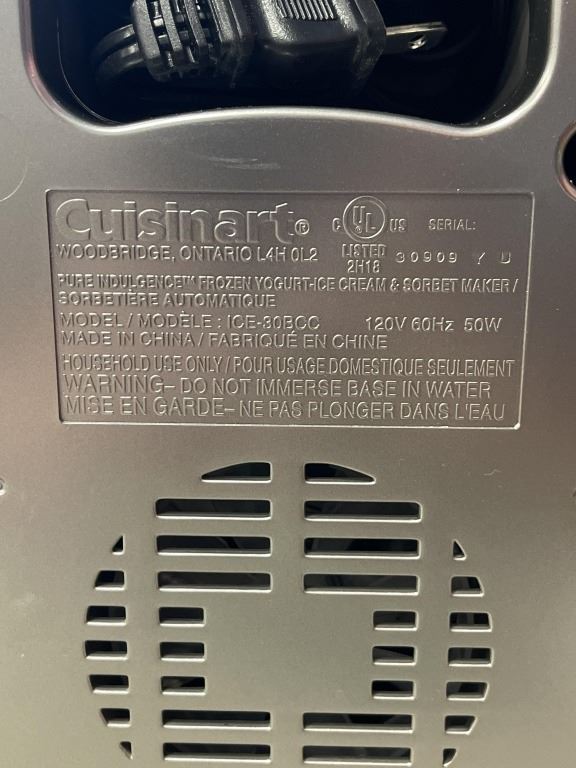 Cuisinart® C UL US SERIAL:
WOODBRIDGE, ONTARIO L4H 0L2 LISTED 30909 Y B
2H18
PURE INDULGENCE™ FROZEN YOGURT-ICE CREAM & SORBET MAKER /
SORBETIÈRE AUTOMATIQUE
MODEL / MODÈLE : ICE-30BCC 120V 60Hz 50W
MADE IN CHINA / FABRIQUÉ EN CHINE
HOUSEHOLD USE ONLY / POUR USAGE DOMESTIQUE SEULEMENT
WARNING– DO NOT IMMERSE BASE IN WATER
MISE EN GARDE– NE PAS PLONGER DANS L'EAU